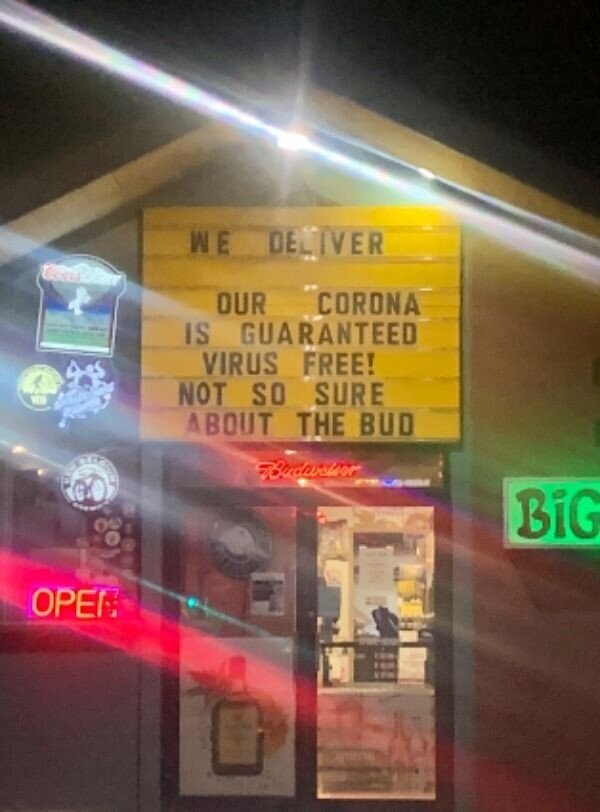 WE DELIVER
OUR CORONA
IS GUARANTEED
VIRUS FREE!
NOT SO SURE
ABOUT THE BUD
Budweiser
BiG
OPEN